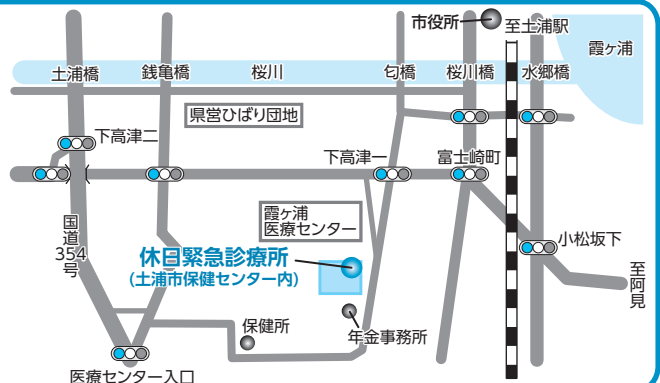 市役所
至土浦駅
霞ヶ浦
土浦橋
銭亀橋
桜川
匂橋
桜川橋
水郷橋
県営ひばり団地
下高津二
下高津一
富士崎町
霞ヶ浦
医療センター
国道
354
号
休日緊急診療所
(土浦市保健センター内)
小松坂下
至阿見
保健所
年金事務所
医療センター入口